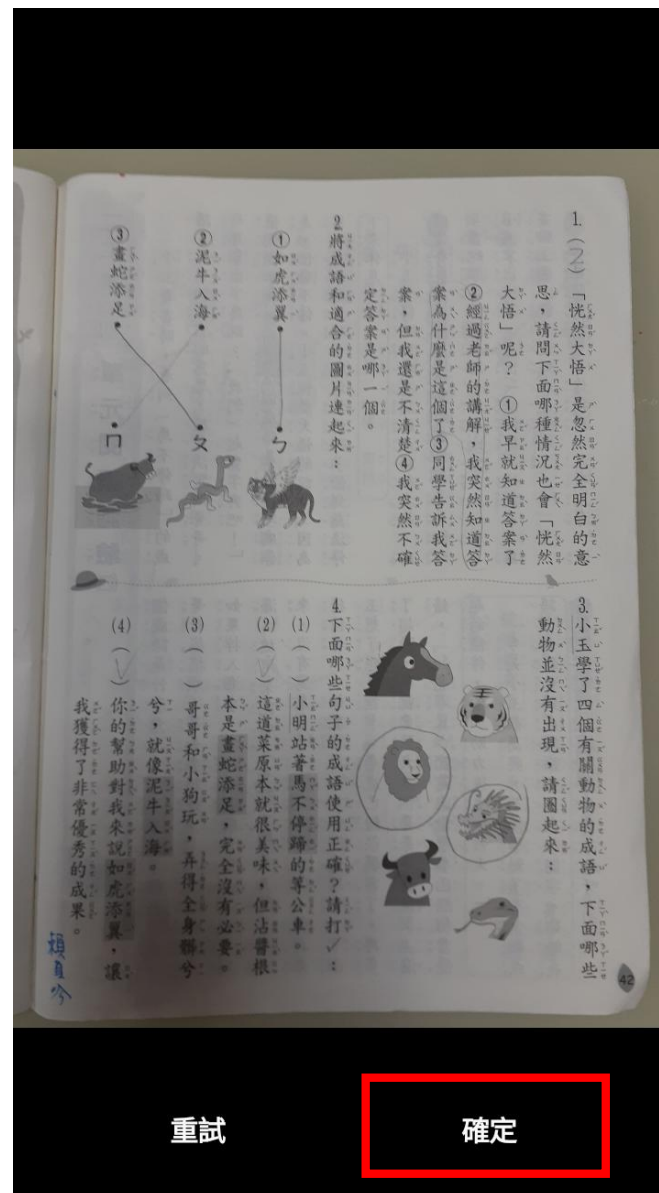 1. (2) 「恍然大悟」是忽然完全明白的意
思,請問下面哪種情況也會「恍然
大悟」呢? ①我早就知道答案了
②經過老師的講解,我突然知道答
案為什麼是這個了③同學告訴我答
案,但我還是不清楚④我突然不確
定答案是哪一個。
2. 將成語和適合的圖片連起來:
①如虎添翼
ㄅ
②泥牛入海
ㄆ
③畫蛇添足
ㄇ
3. 小玉學了四個有關動物的成語,下面哪些
動物並沒有出現,請圈起來:
4. 下面哪些句子的成語使用正確?請打✓:
(1) ( ) 小明站著馬不停蹄的等公車。
(2) (✓) 這道菜原本就很美味,但沾醬根
本是畫蛇添足,完全沒有必要。
(3) ( ) 哥哥和小狗玩,弄得全身髒兮
兮,就像泥牛入海。
(4) (✓) 你的幫助對我來說如虎添翼,讓
我獲得了非常優秀的成果。
42
重試
確定